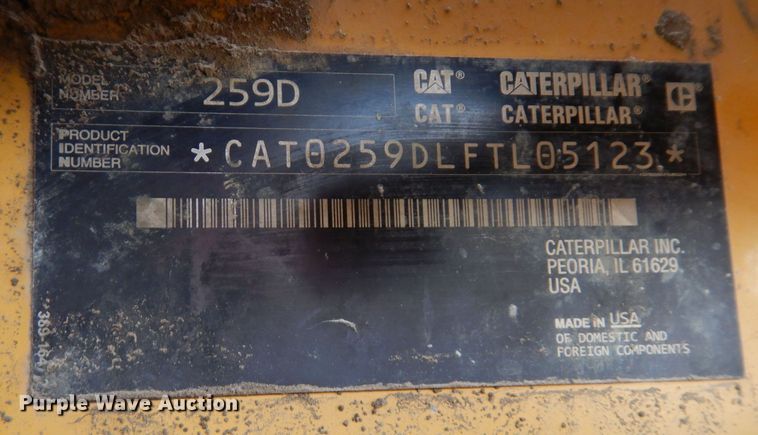 MODEL NUMBER 259D
CAT® CATERPILLAR®
CAT® CATERPILLAR®
PRODUCT
IDENTIFICATION
NUMBER
*CAT0259DLFTL05123*
CATERPILLAR INC.
PEORIA, IL 61629
USA
MADE IN USA
OF DOMESTIC AND
FOREIGN COMPONENTS
Purple Wave Auction